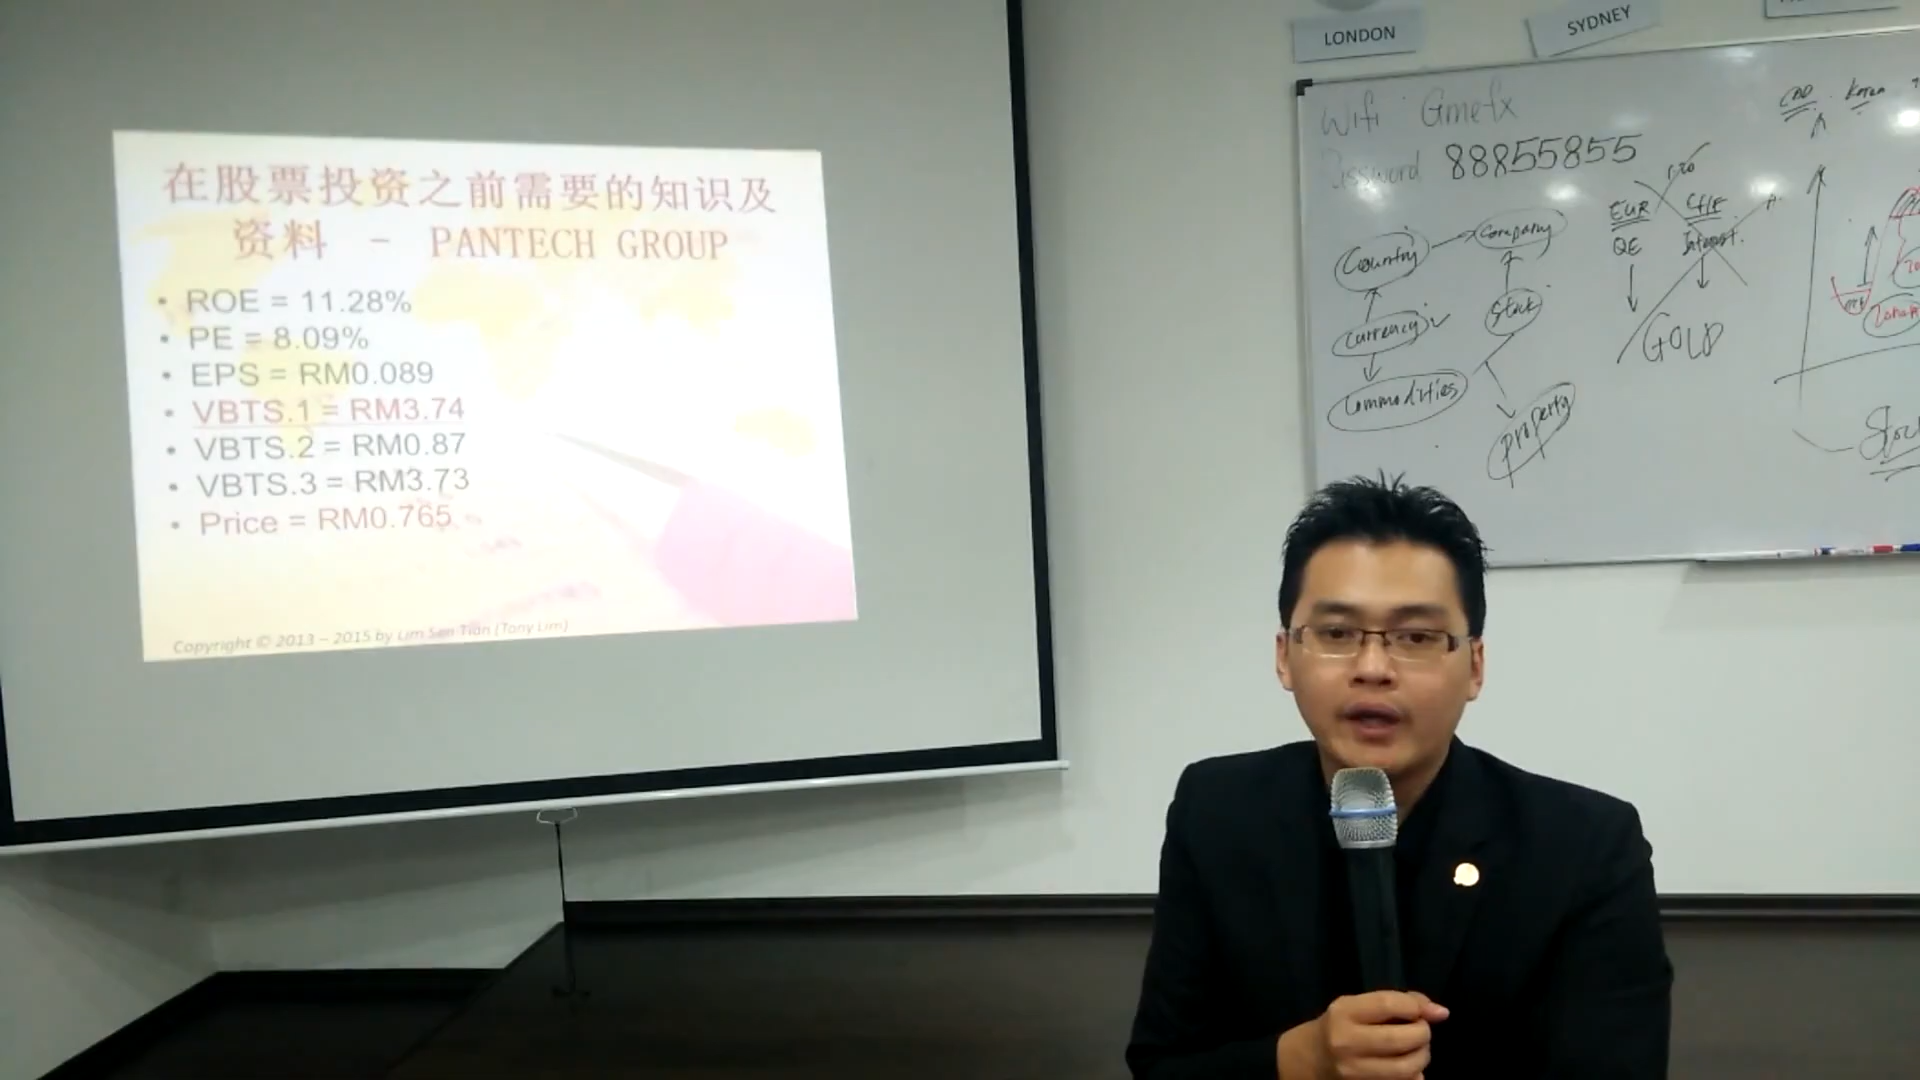 在股票投资之前需要的知识及
资料 - PANTECH GROUP
• ROE = 11.28%
• PE = 8.09%
• EPS = RM0.089
• VBTS.1 = RM3.74
• VBTS.2 = RM0.87
• VBTS.3 = RM3.73
• Price = RM0.765
Copyright © 2013 – 2015 by Lim Sen Tian (Tony Lim)
LONDON
SYDNEY
Wifi Gmefx
Password 88855855
CAD Korea
EUR CHF
QE Interest.
Country Company
Currency Stock
Commodities
Property
GOLD